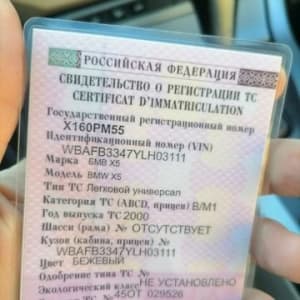 РОССИЙСКАЯ ФЕДЕРАЦИЯ
СВИДЕТЕЛЬСТВО О РЕГИСТРАЦИИ ТС
CERTIFICAT D'IMMATRICULATION
Государственный регистрационный номер
Х160РМ55
Идентификационный номер (VIN)
WBAFB3347YLH03111
Марка БМВ Х5
Модель BMW X5
Тип ТС Легковой универсал
Категория ТС (ABCD, прицеп) B/M1
Год выпуска ТС 2000
Шасси (рама) № ОТСУТСТВУЕТ
Кузов (кабина, прицеп) №
WBAFB3347YLH03111
Цвет БЕЖЕВЫЙ
Одобрение типа ТС №
Экологический класс НЕ УСТАНОВЛЕНО
45ОТ 029526